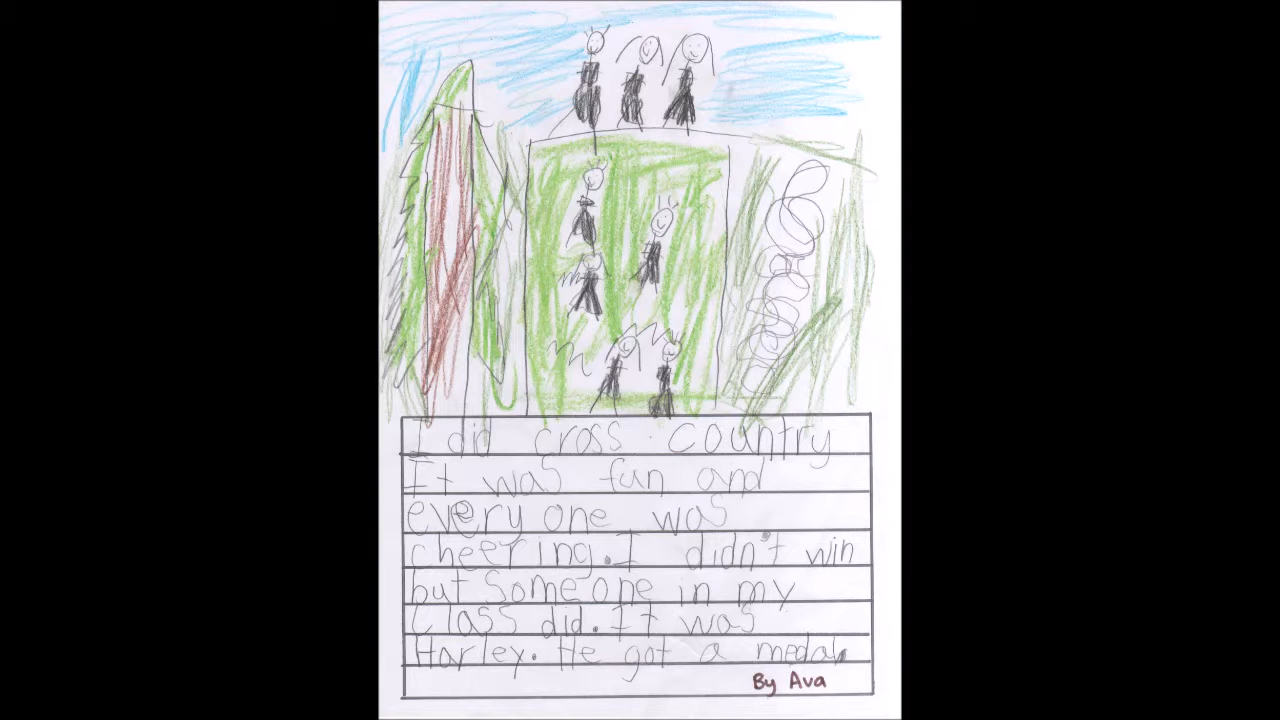 I did cross country
It was fun and
every one was
cheering. I didn't win
but Someone in my
Class did. It was
Harley. He got a medal.
By Ava